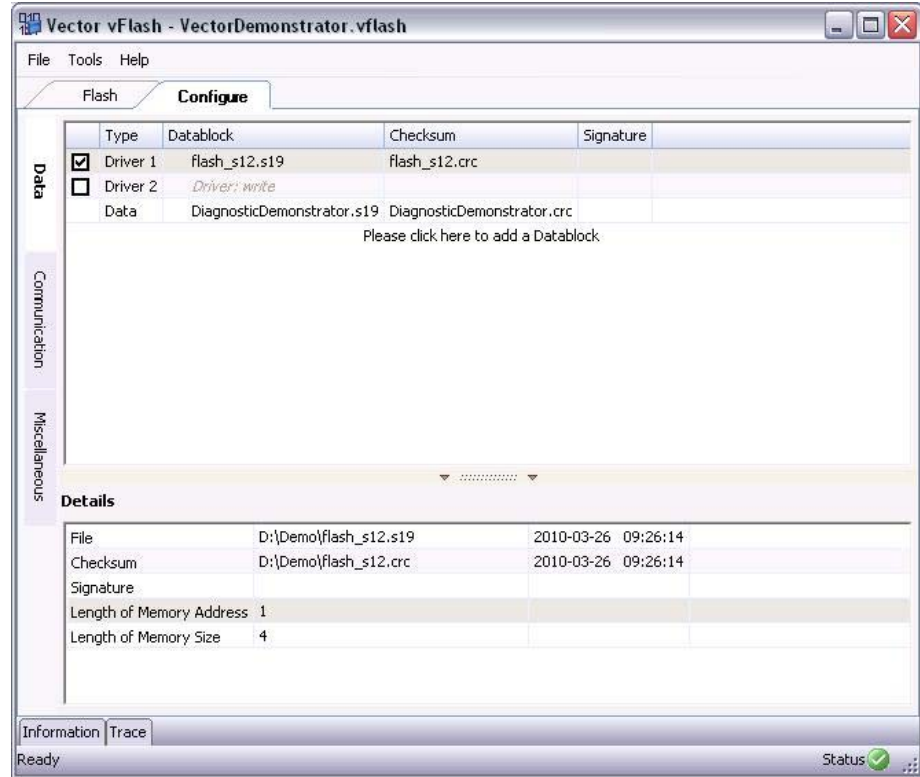 Vector vFlash - VectorDemonstrator.vflash
File Tools Help
Flash Configure
Type Datablock Checksum Signature
Driver 1 flash_s12.s19 flash_s12.crc
Driver 2 Driver: write
Data DiagnosticDemonstrator.s19 DiagnosticDemonstrator.crc
Please click here to add a Datablock
Data
Communication
Miscellaneous
Details
File D:\Demo\flash_s12.s19 2010-03-26 09:26:14
Checksum D:\Demo\flash_s12.crc 2010-03-26 09:26:14
Signature
Length of Memory Address 1
Length of Memory Size 4
Information Trace
Ready Status